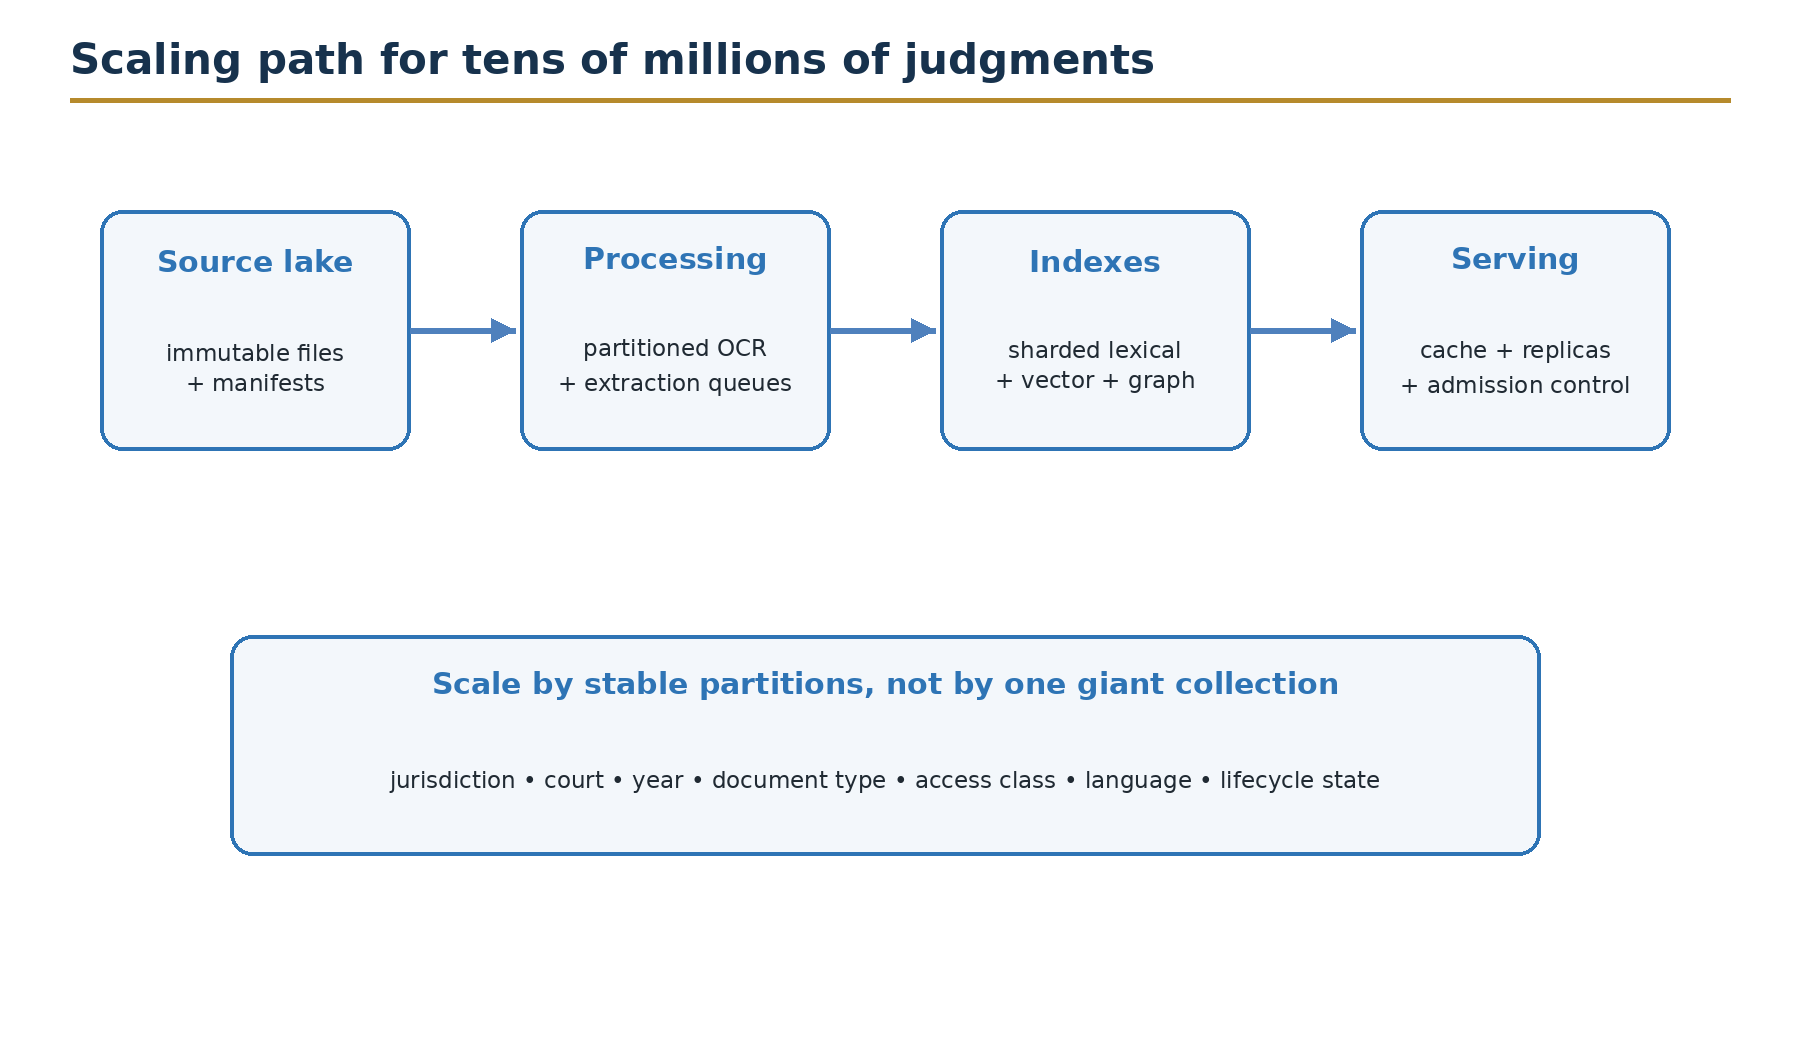 Scaling path for tens of millions of judgments
Source lake
immutable files
+ manifests
Processing
partitioned OCR
+ extraction queues
Indexes
sharded lexical
+ vector + graph
Serving
cache + replicas
+ admission control
Scale by stable partitions, not by one giant collection
jurisdiction • court • year • document type • access class • language • lifecycle state